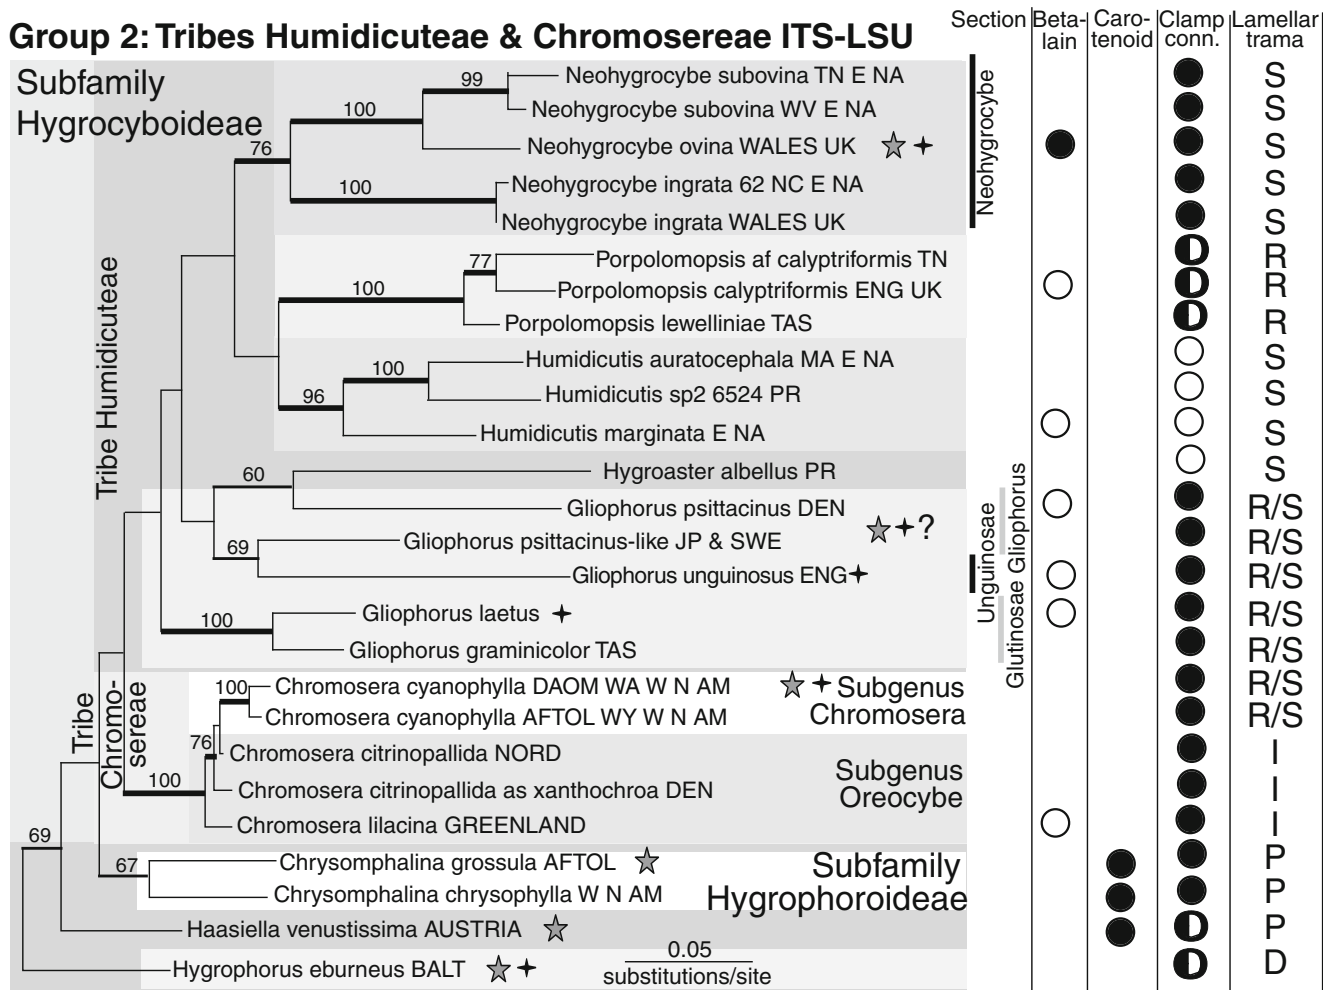 Group 2: Tribes Humidicuteae & Chromosereae ITS-LSU
Section
Beta-
lain
Caro-
tenoid
Clamp
conn.
Lamellar
trama
Subfamily
Hygrocyboideae
Tribe Humidicuteae
Tribe
Chromo-
sereae
99
Neohygrocybe subovina TN E NA
S
100
Neohygrocybe subovina WV E NA
S
76
Neohygrocybe ovina WALES UK
S
100
Neohygrocybe ingrata 62 NC E NA
S
Neohygrocybe ingrata WALES UK
S
Neohygrocybe
77
Porpolomopsis af calyptriformis TN
R
100
Porpolomopsis calyptriformis ENG UK
R
Porpolomopsis lewelliniae TAS
R
Humidicutis auratocephala MA E NA
S
100
Humidicutis sp2 6524 PR
S
96
Humidicutis marginata E NA
S
60
Hygroaster albellus PR
S
Gliophorus psittacinus DEN
R/S
?
69
Gliophorus psittacinus-like JP & SWE
R/S
Gliophorus unguinosus ENG
R/S
100
Gliophorus laetus
R/S
Gliophorus graminicolor TAS
R/S
Unguinosae
Glutinosae Gliophorus
100
Chromosera cyanophylla DAOM WA W N AM
R/S
Chromosera cyanophylla AFTOL WY W N AM
R/S
Subgenus
Chromosera
76
Chromosera citrinopallida NORD
I
100
Chromosera citrinopallida as xanthochroa DEN
I
Chromosera lilacina GREENLAND
I
Subgenus
Oreocybe
69
67
Chrysomphalina grossula AFTOL
P
Chrysomphalina chrysophylla W N AM
P
Subfamily
Hygrophoroideae
Haasiella venustissima AUSTRIA
P
Hygrophorus eburneus BALT
D
0.05
substitutions/site